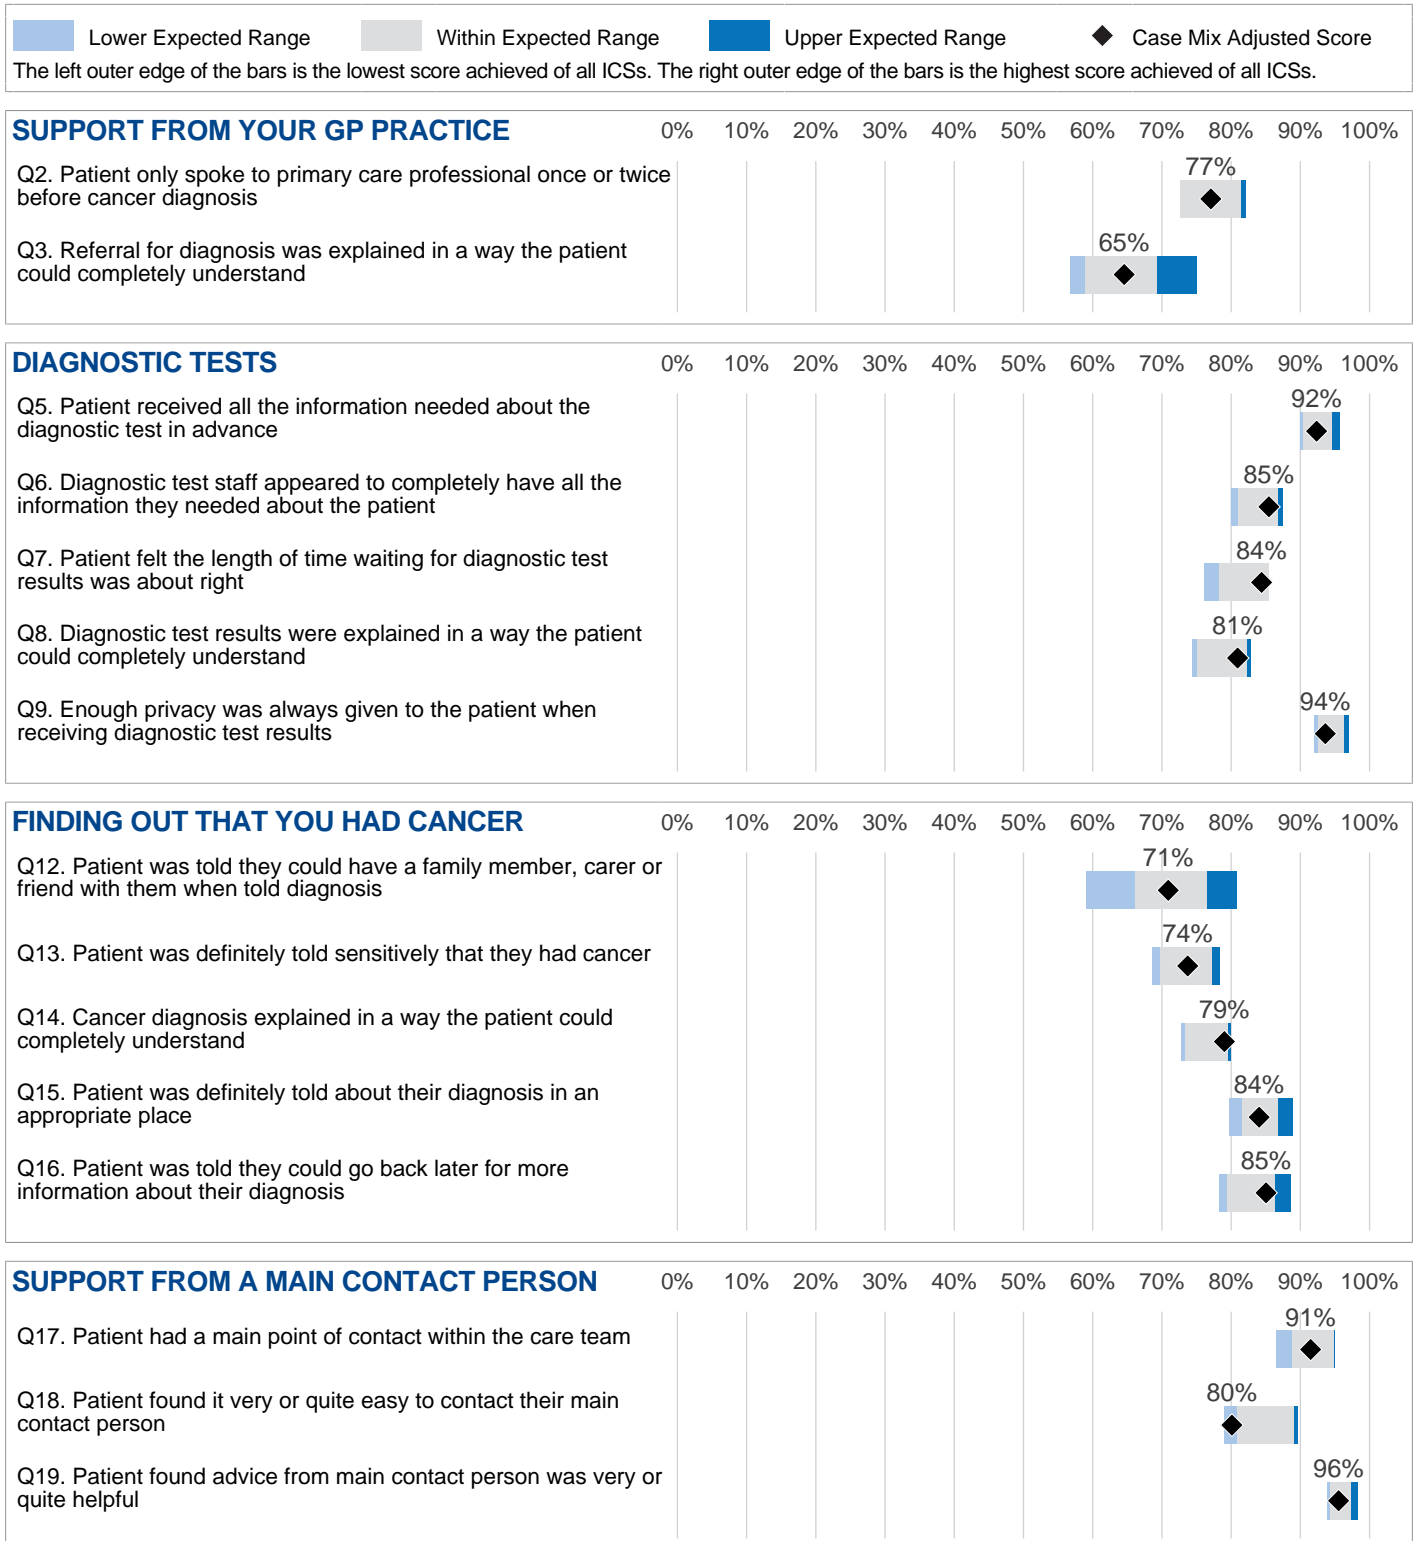 Lower Expected Range Within Expected Range Upper Expected Range Case Mix Adjusted Score
The left outer edge of the bars is the lowest score achieved of all ICSs. The right outer edge of the bars is the highest score achieved of all ICSs.
SUPPORT FROM YOUR GP PRACTICE 0% 10% 20% 30% 40% 50% 60% 70% 80% 90% 100%
77%
Q2. Patient only spoke to primary care professional once or twice
before cancer diagnosis
65%
Q3. Referral for diagnosis was explained in a way the patient
could completely understand
DIAGNOSTIC TESTS 0% 10% 20% 30% 40% 50% 60% 70% 80% 90% 100%
92%
Q5. Patient received all the information needed about the
diagnostic test in advance
85%
Q6. Diagnostic test staff appeared to completely have all the
information they needed about the patient
84%
Q7. Patient felt the length of time waiting for diagnostic test
results was about right
81%
Q8. Diagnostic test results were explained in a way the patient
could completely understand
94%
Q9. Enough privacy was always given to the patient when
receiving diagnostic test results
FINDING OUT THAT YOU HAD CANCER 0% 10% 20% 30% 40% 50% 60% 70% 80% 90% 100%
71%
Q12. Patient was told they could have a family member, carer or
friend with them when told diagnosis
74%
Q13. Patient was definitely told sensitively that they had cancer
79%
Q14. Cancer diagnosis explained in a way the patient could
completely understand
84%
Q15. Patient was definitely told about their diagnosis in an
appropriate place
85%
Q16. Patient was told they could go back later for more
information about their diagnosis
SUPPORT FROM A MAIN CONTACT PERSON 0% 10% 20% 30% 40% 50% 60% 70% 80% 90% 100%
91%
Q17. Patient had a main point of contact within the care team
80%
Q18. Patient found it very or quite easy to contact their main
contact person
96%
Q19. Patient found advice from main contact person was very or
quite helpful